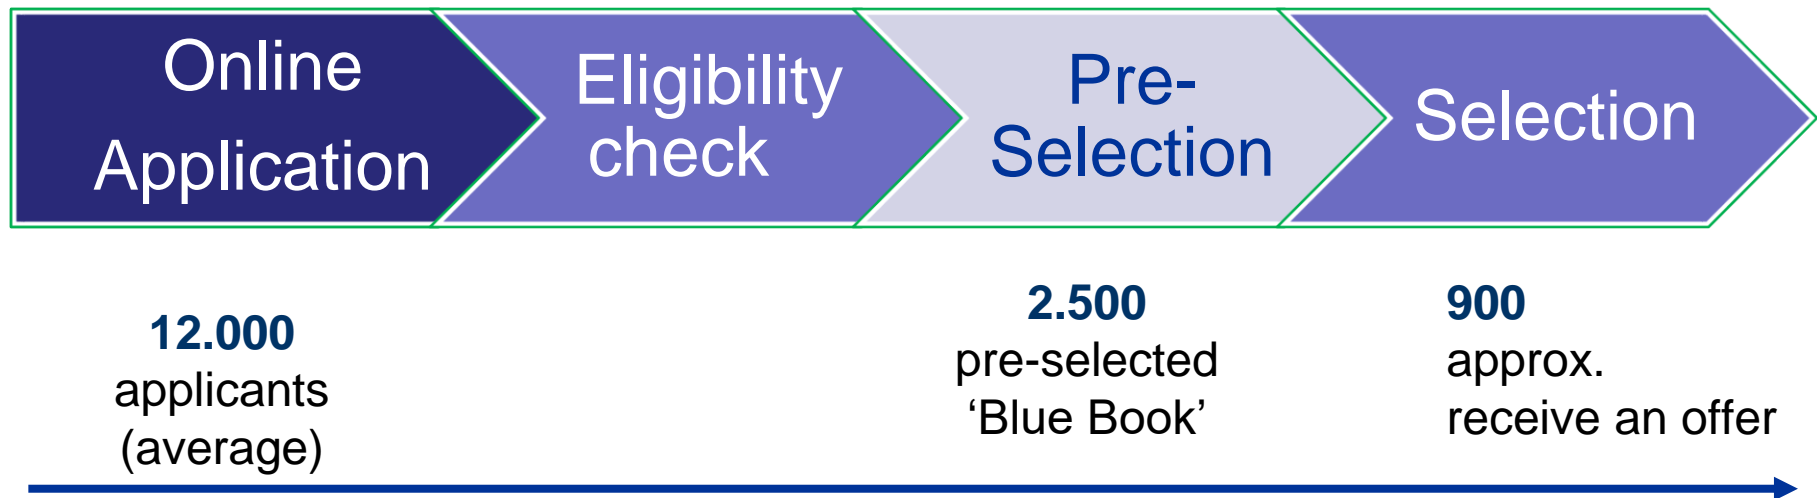 Online
Application
Eligibility
check
Pre-
Selection
Selection
12.000
applicants
(average)
2.500
pre-selected
‘Blue Book’
900
approx.
receive an offer